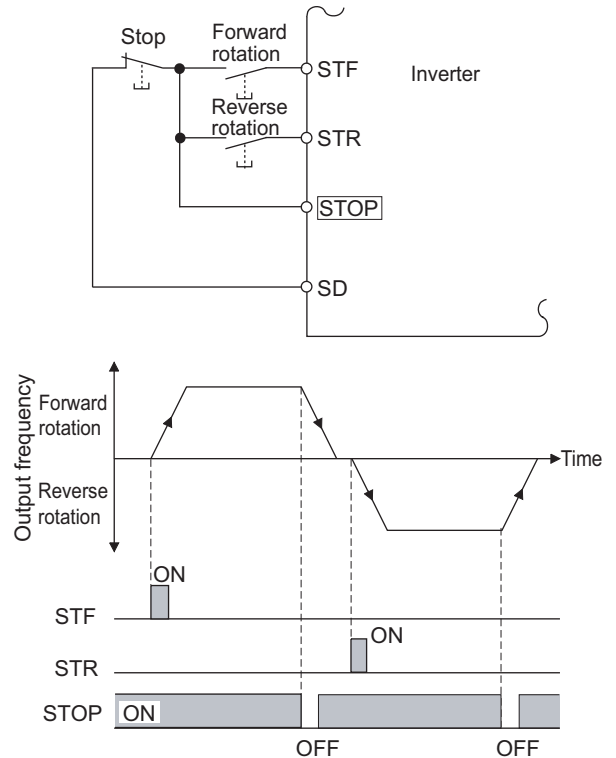 Stop
Forward
rotation
STF
Inverter
Reverse
rotation
STR
STOP
SD
Output frequency
Forward
rotation
Time
Reverse
rotation
ON
STF
ON
STR
STOP
ON
OFF
OFF